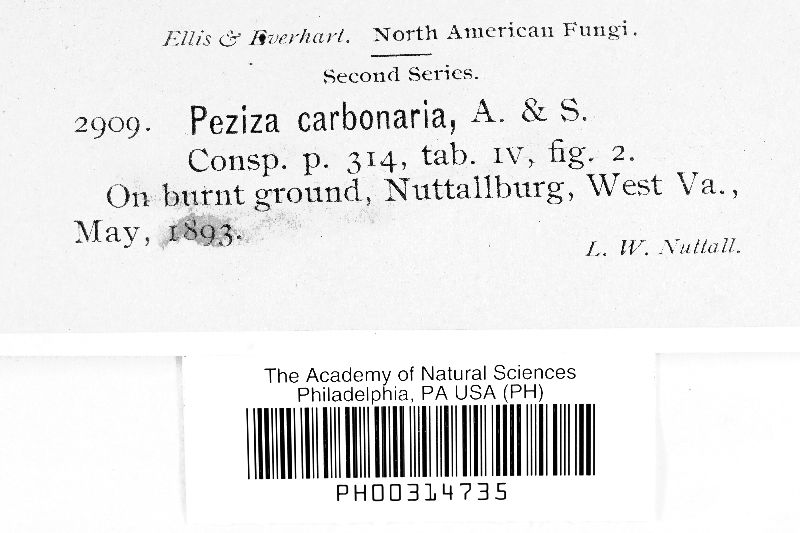 Ellis & Everhart. North American Fungi.
Second Series.
2909. Peziza carbonaria, A. & S.
Consp. p. 314, tab. IV, fig. 2.
On burnt ground, Nuttallburg, West Va.,
May, 1893.
L. W. Nuttall.
The Academy of Natural Sciences
Philadelphia, PA USA (PH)
PH00314735